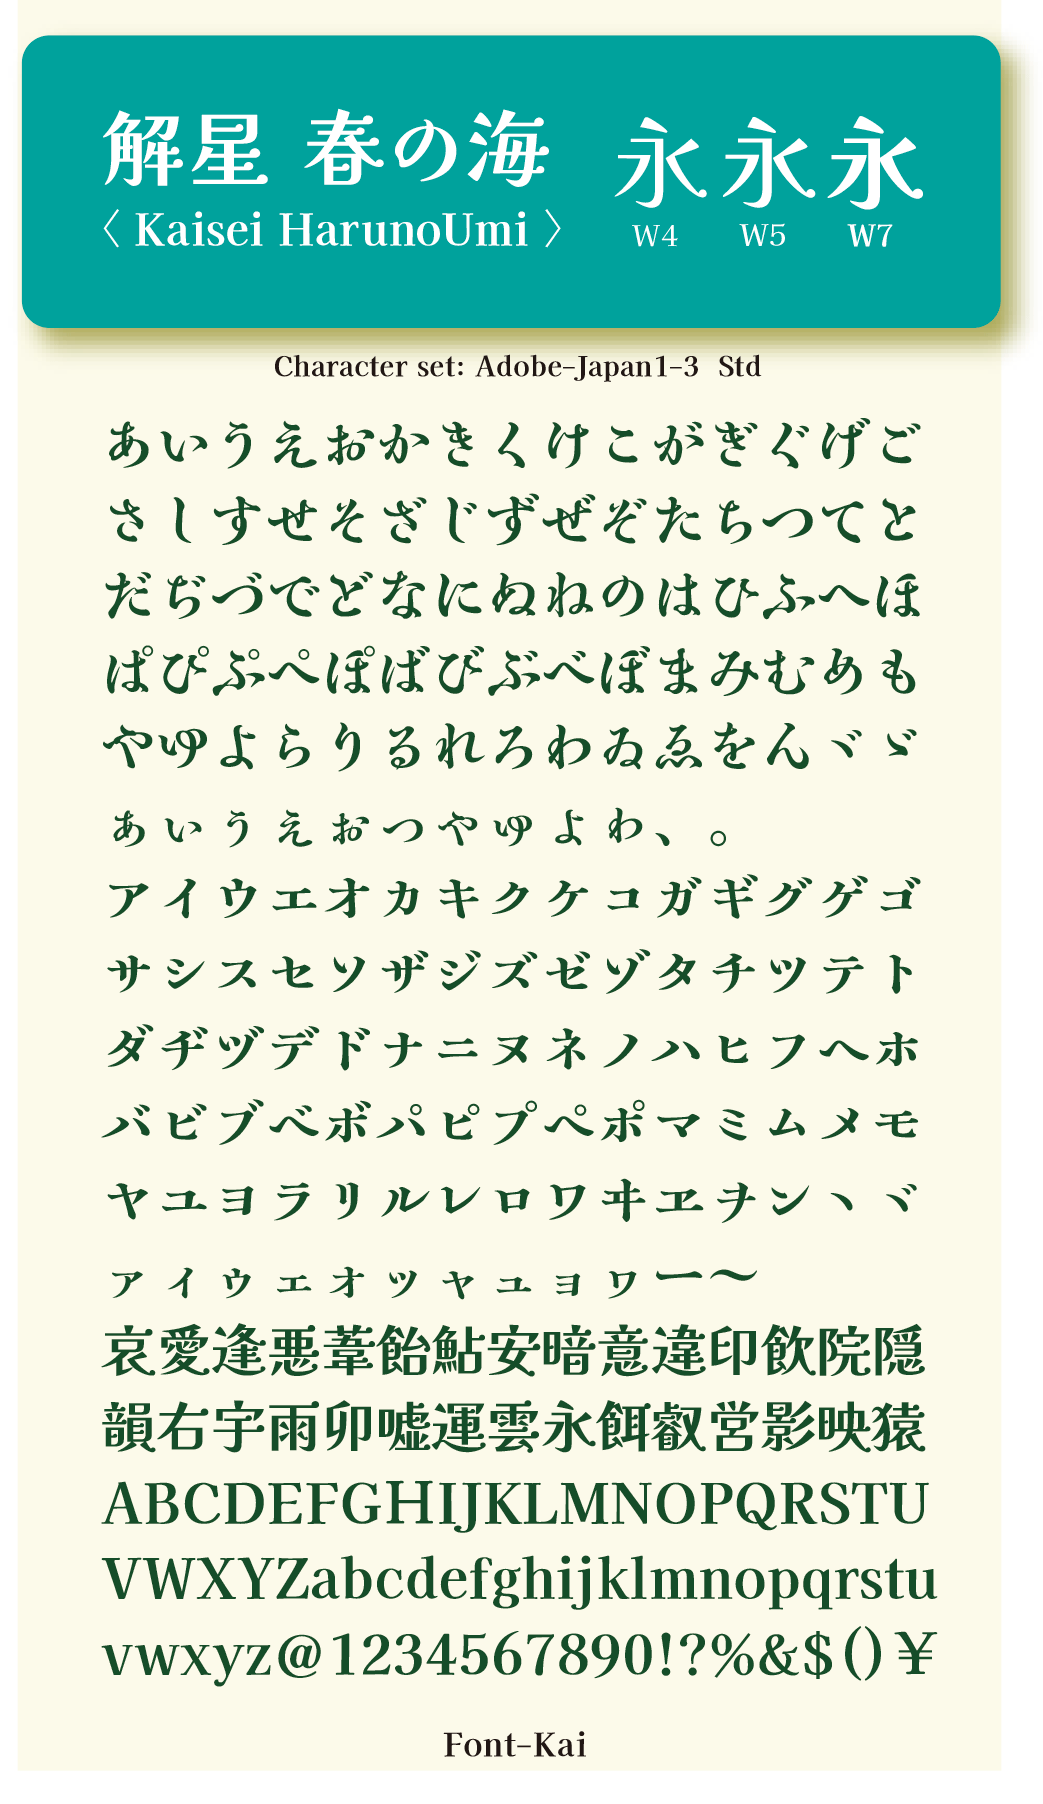 解星 春の海 永永永
〈 Kaisei HarunoUmi 〉 W4 W5 W7
Character set: Adobe-Japan1-3 Std
あいうえおかきくけこがぎぐげご
さしすせそざじずぜぞたちつてと
だぢづでどなにぬねのはひふへほ
ぱぴぷぺぽばびぶべぼまみむめも
やゆよらりるれろわゐゑをんヾゞ
ぁぃぅぇぉっゃゅょゎ、。
アイウエオカキクケコガギグゲゴ
サシスセソザジズゼゾタチツテト
ダヂヅデドナニヌネノハヒフヘホ
バビブベボパピプペポマミムメモ
ヤユヨラリルレロワヰヱヲンヽヾ
ァィゥェォッャュョヮー〜
哀愛逢悪葦飴鮎安暗意違印飲院隠
韻右宇雨卯嘘運雲永餌叡営影映猿
ABCDEFGHIJKLMNOPQRSTU
VWXYZabcdefghijklmnopqrstu
vwxyz@1234567890!?%&$()￥
Font-Kai